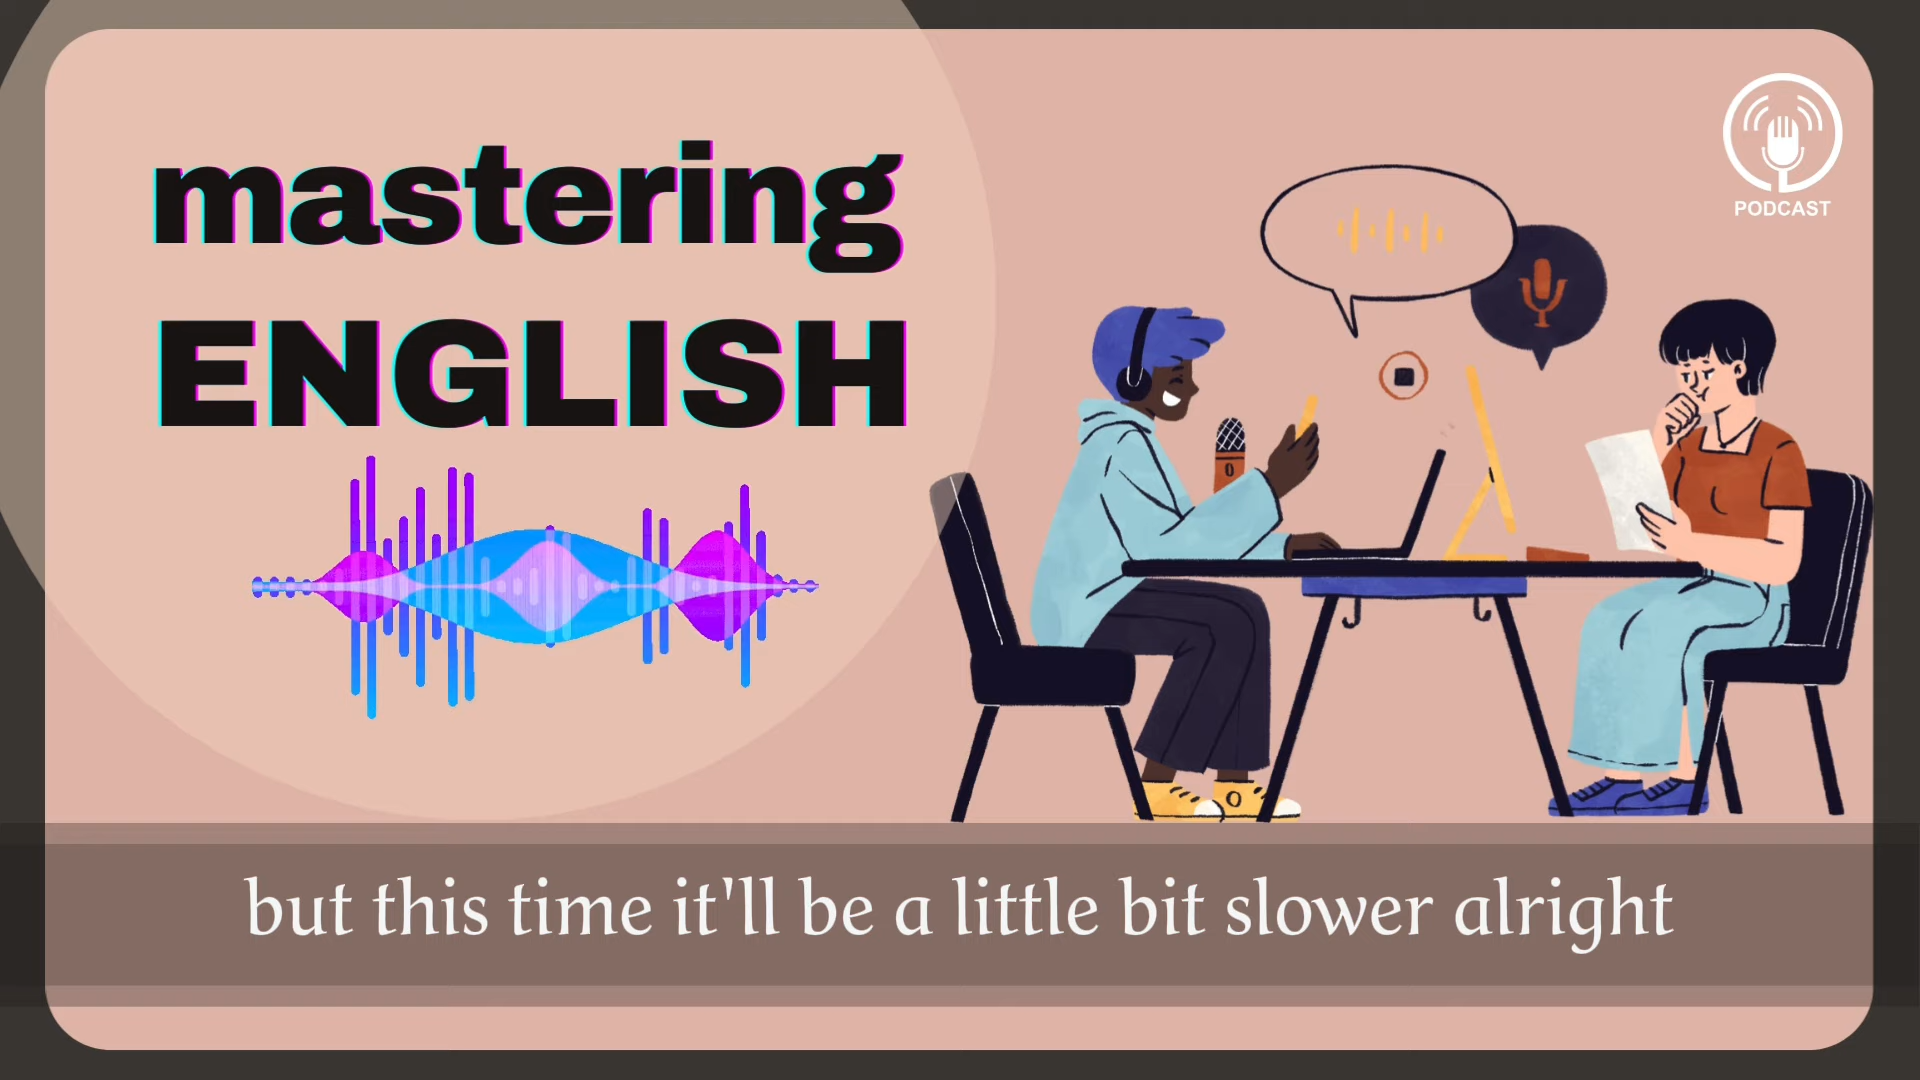 mastering
ENGLISH
PODCAST
but this time it'll be a little bit slower alright